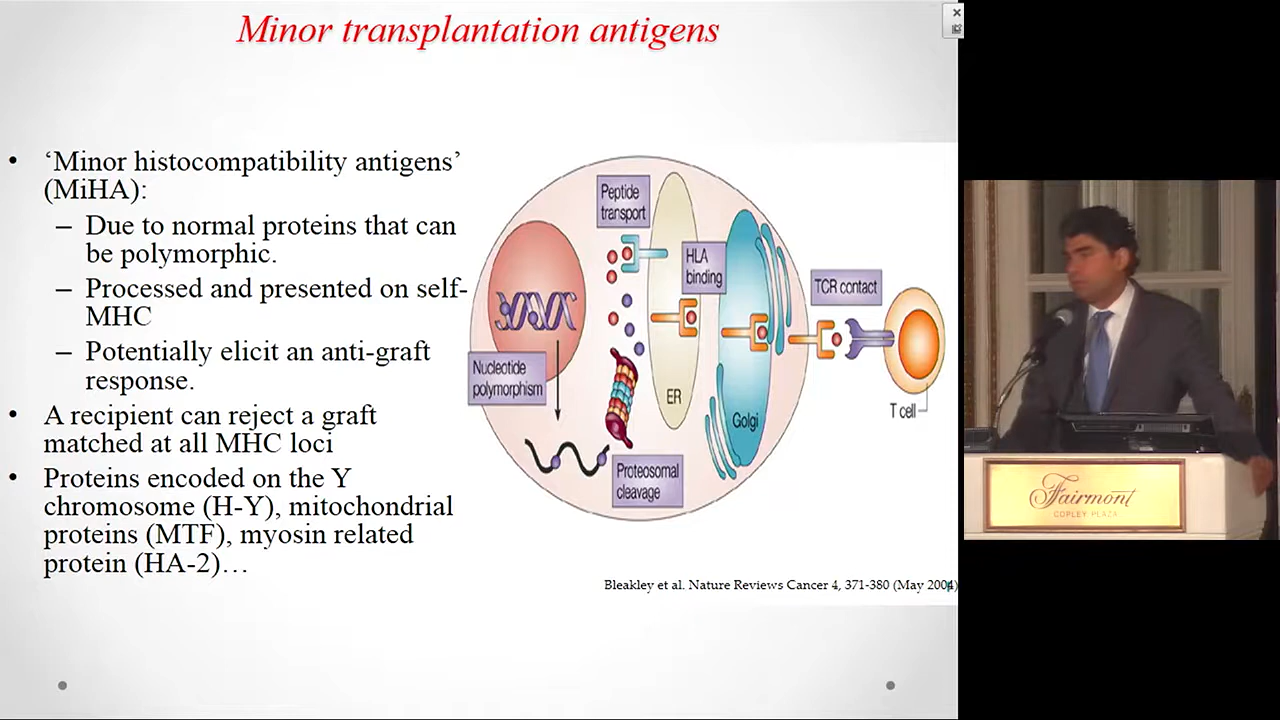 Minor transplantation antigens
• ‘Minor histocompatibility antigens’
(MiHA):
– Due to normal proteins that can
be polymorphic.
– Processed and presented on self-
MHC
– Potentially elicit an anti-graft
response.
• A recipient can reject a graft
matched at all MHC loci
• Proteins encoded on the Y
chromosome (H-Y), mitochondrial
proteins (MTF), myosin related
protein (HA-2)…
Peptide
transport
HLA
binding
TCR contact
Nucleotide
polymorphism
ER
Golgi
T cell
Proteosomal
cleavage
Bleakley et al. Nature Reviews Cancer 4, 371-380 (May 2004)
Fairmont
COPLEY PLAZA